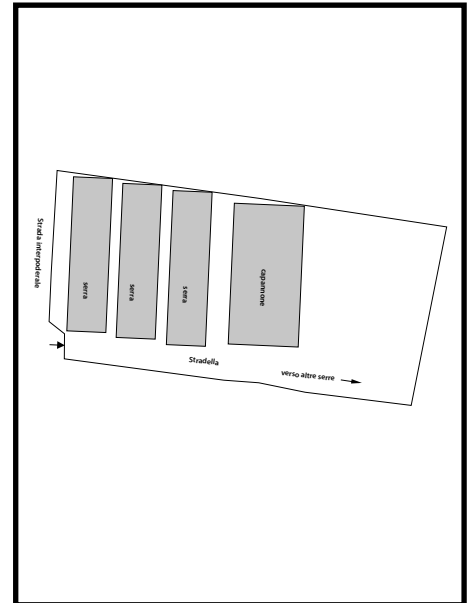 Strada interpoderale
serra
serra
serra
capannone
Stradella
verso altre serre